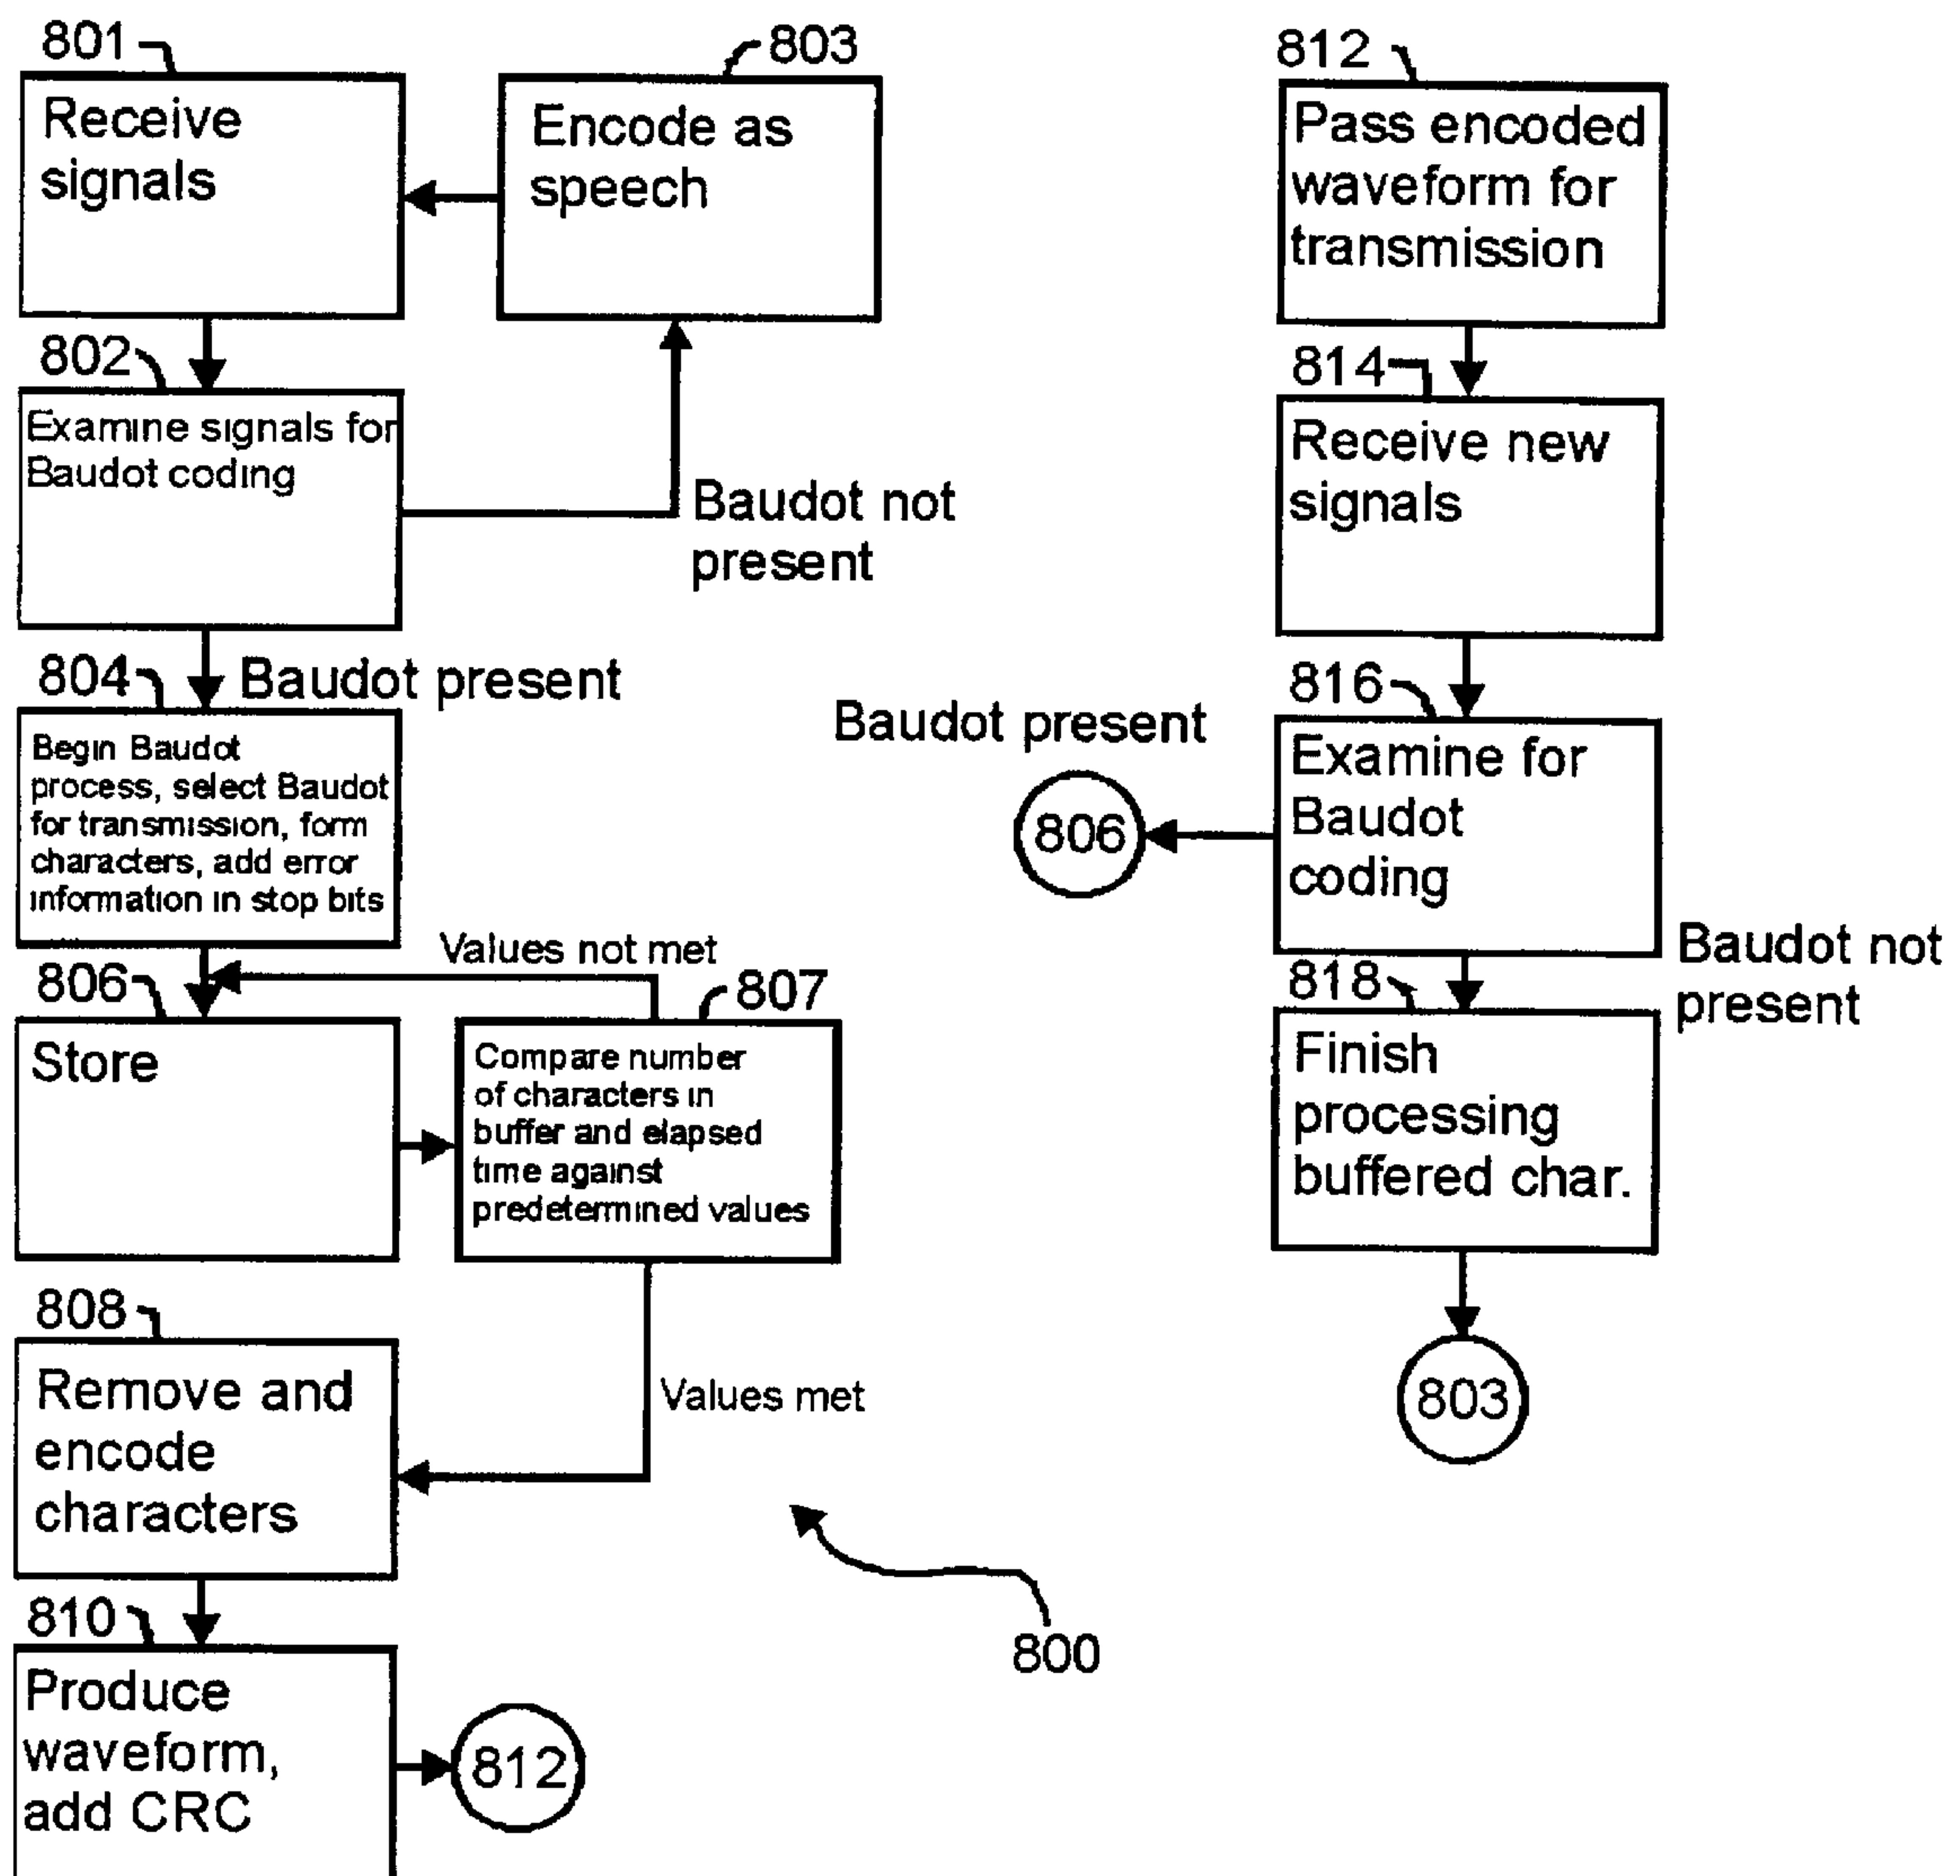 801
Receive
signals
803
Encode as
speech
802
Examine signals for
Baudot coding
Baudot not
present
804
Baudot present
Begin Baudot
process, select Baudot
for transmission, form
characters, add error
information in stop bits
Values not met
806
Store
807
Compare number
of characters in
buffer and elapsed
time against
predetermined values
Values met
808
Remove and
encode
characters
810
Produce
waveform,
add CRC
812
800
812
Pass encoded
waveform for
transmission
814
Receive new
signals
816
Examine for
Baudot
coding
Baudot present
806
Baudot not
present
818
Finish
processing
buffered char.
803